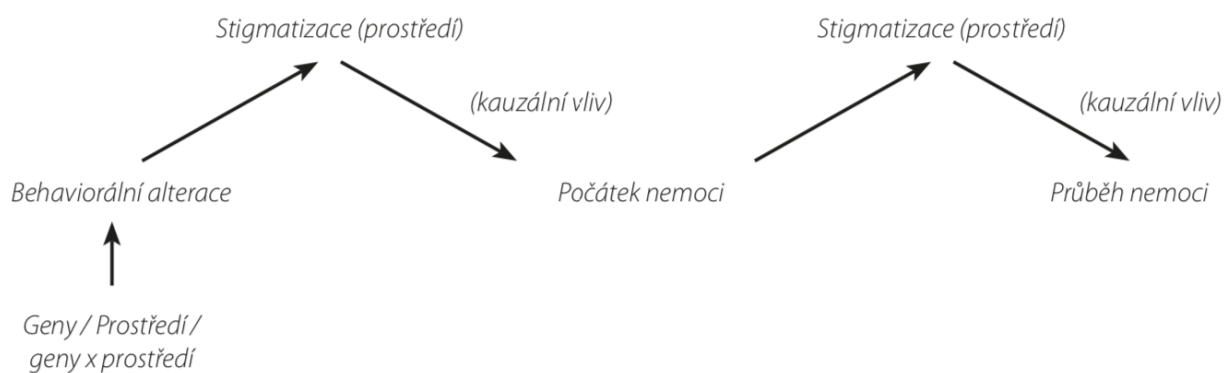 Stigmatizace (prostředí)
Stigmatizace (prostředí)
(kauzální vliv)
(kauzální vliv)
Behaviorální alterace
Počátek nemoci
Průběh nemoci
Geny / Prostředí /
geny x prostředí